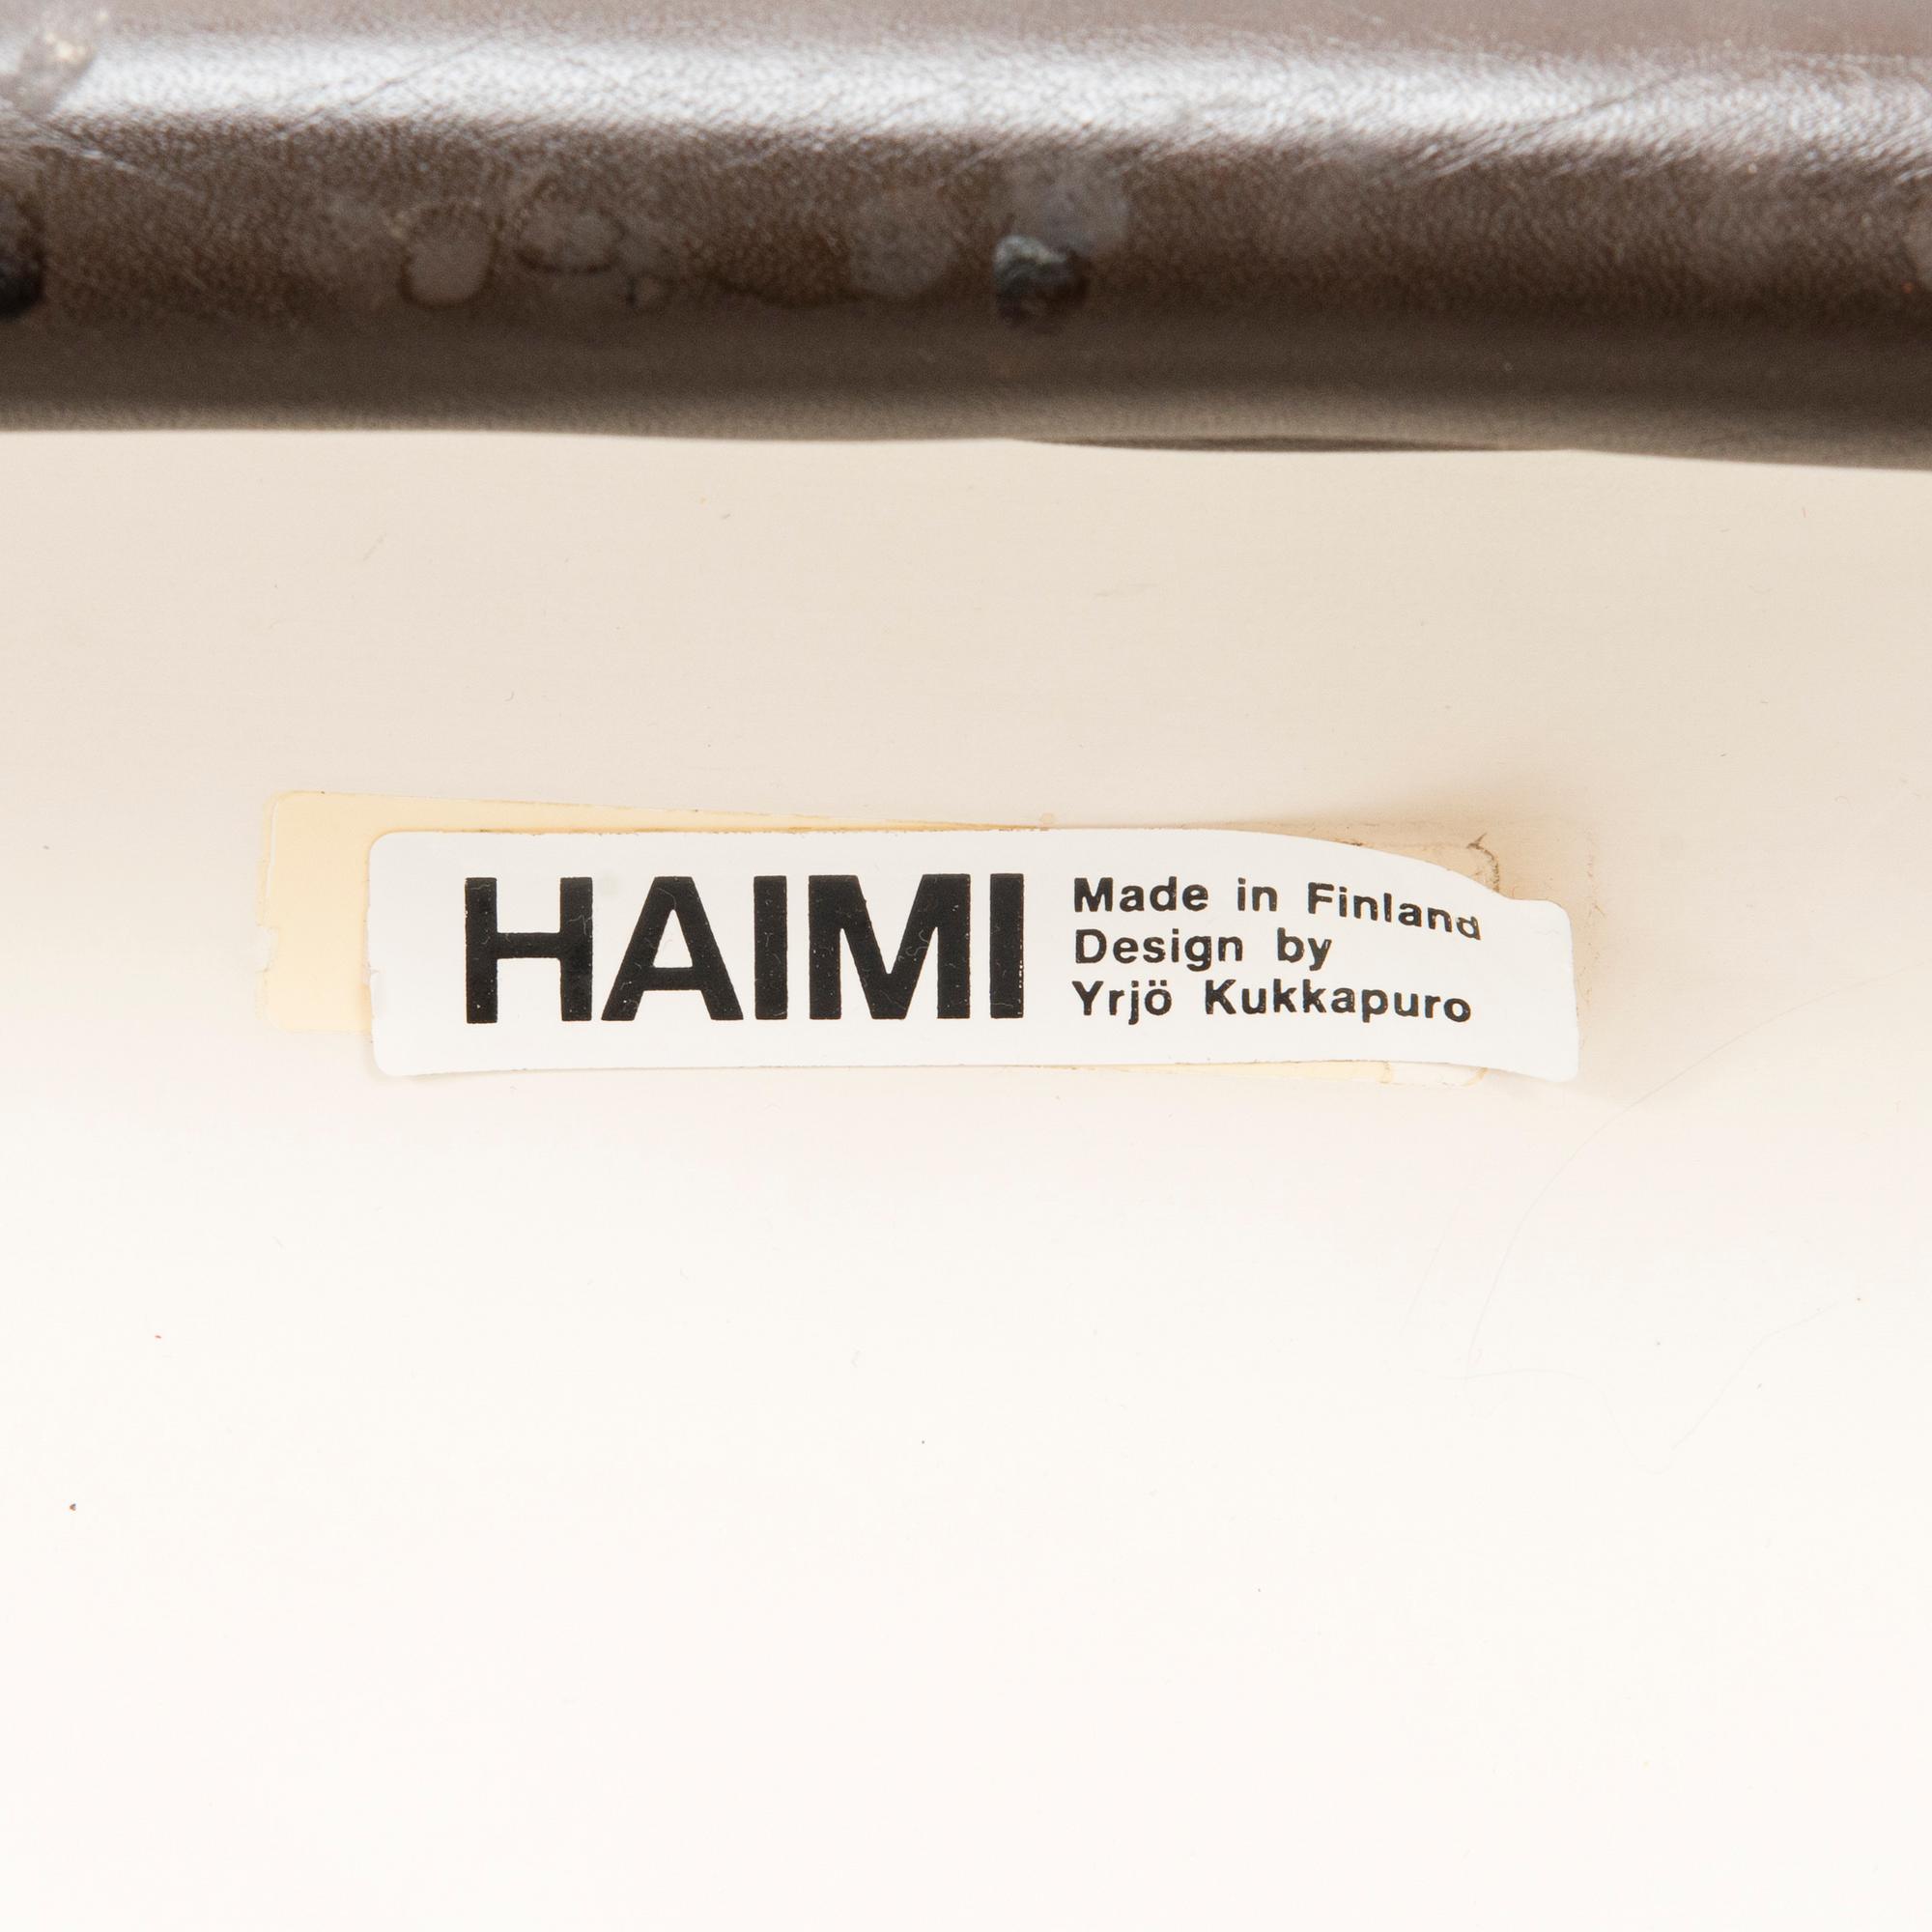 HAIMI
Made in Finland
Design by
Yrjö Kukkapuro